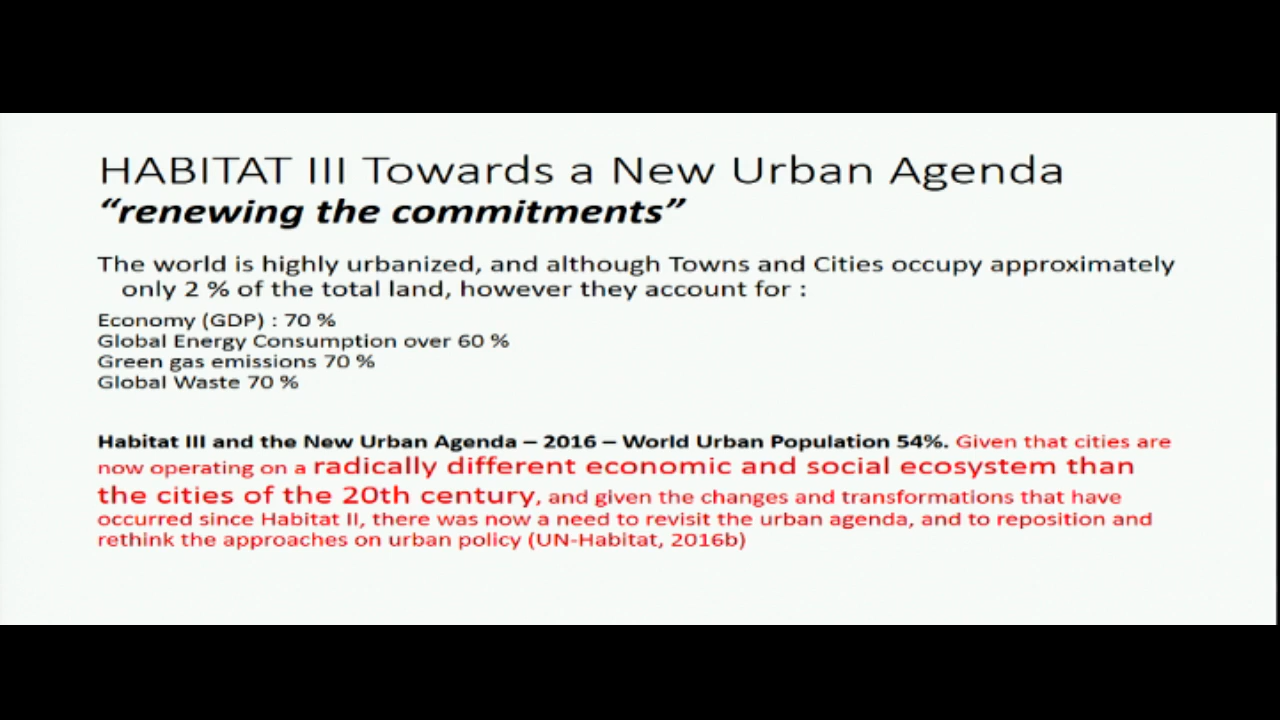 HABITAT III Towards a New Urban Agenda
“renewing the commitments”
The world is highly urbanized, and although Towns and Cities occupy approximately
only 2 % of the total land, however they account for :
Economy (GDP) : 70 %
Global Energy Consumption over 60 %
Green gas emissions 70 %
Global Waste 70 %
Habitat III and the New Urban Agenda – 2016 – World Urban Population 54%. Given that cities are
now operating on a radically different economic and social ecosystem than
the cities of the 20th century, and given the changes and transformations that have
occurred since Habitat II, there was now a need to revisit the urban agenda, and to reposition and
rethink the approaches on urban policy (UN-Habitat, 2016b)